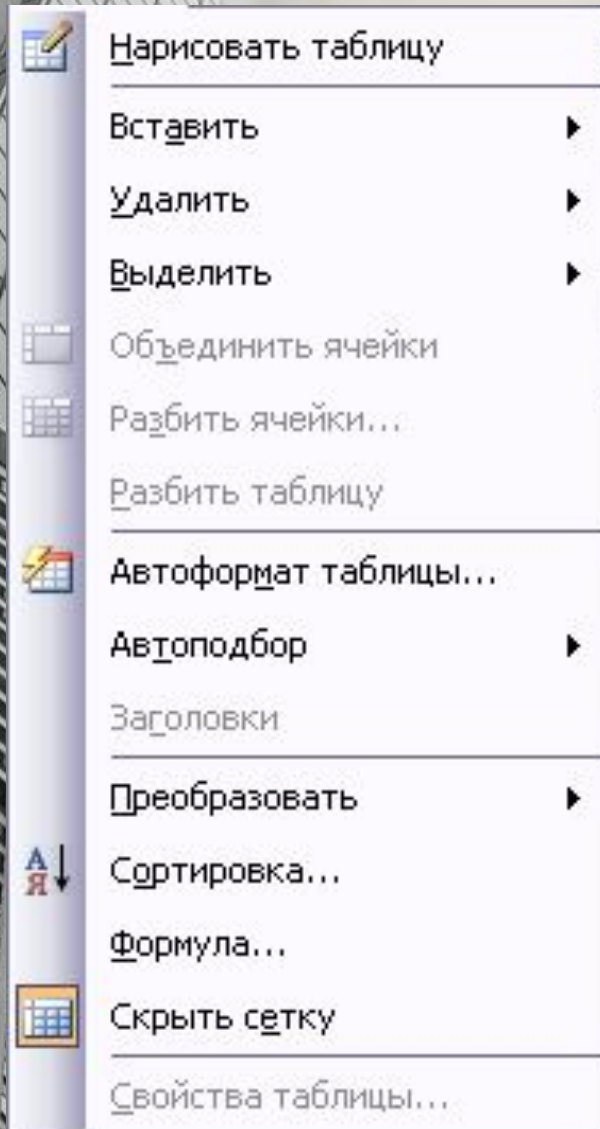 Нарисовать таблицу
Вставить
Удалить
Выделить
Объединить ячейки
Разбить ячейки...
Разбить таблицу
Автоформат таблицы...
Автоподбор
Заголовки
Преобразовать
Сортировка...
Формула...
Скрыть сетку
Свойства таблицы...